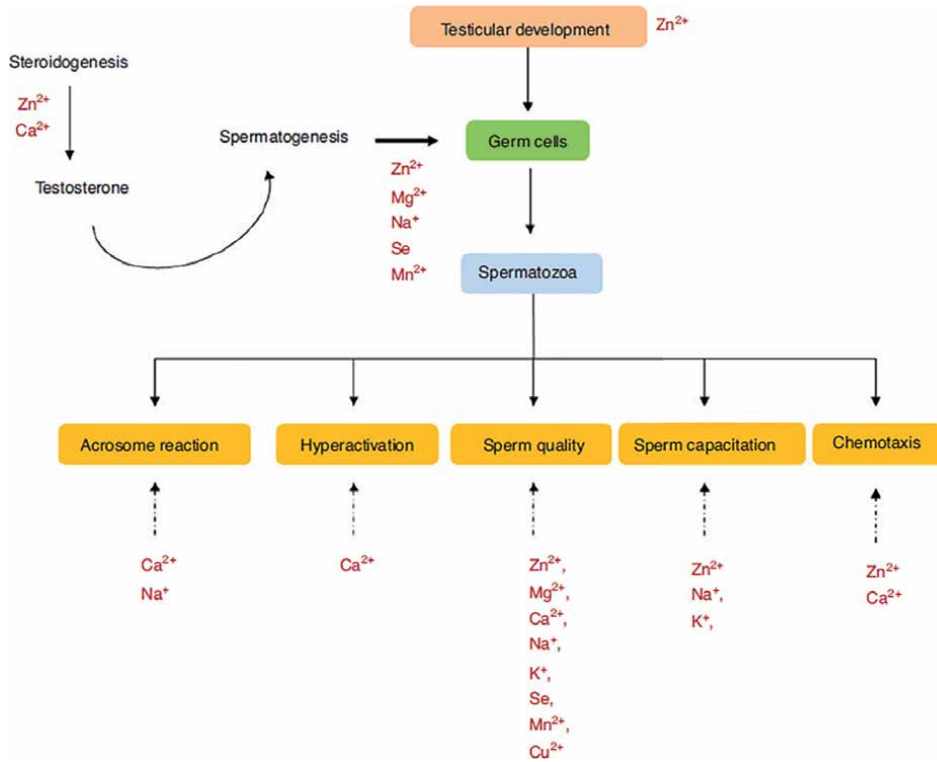 Testicular development
Zn²⁺
Steroidogenesis
Zn²⁺
Ca²⁺
Testosterone
Spermatogenesis
Zn²⁺
Mg²⁺
Na⁺
Se
Mn²⁺
Germ cells
Spermatozoa
Acrosome reaction
Hyperactivation
Sperm quality
Sperm capacitation
Chemotaxis
Ca²⁺
Na⁺
Ca²⁺
Zn²⁺,
Mg²⁺,
Ca²⁺,
Na⁺,
K⁺,
Se,
Mn²⁺,
Cu²⁺
Zn²⁺
Na⁺,
K⁺,
Zn²⁺
Ca²⁺